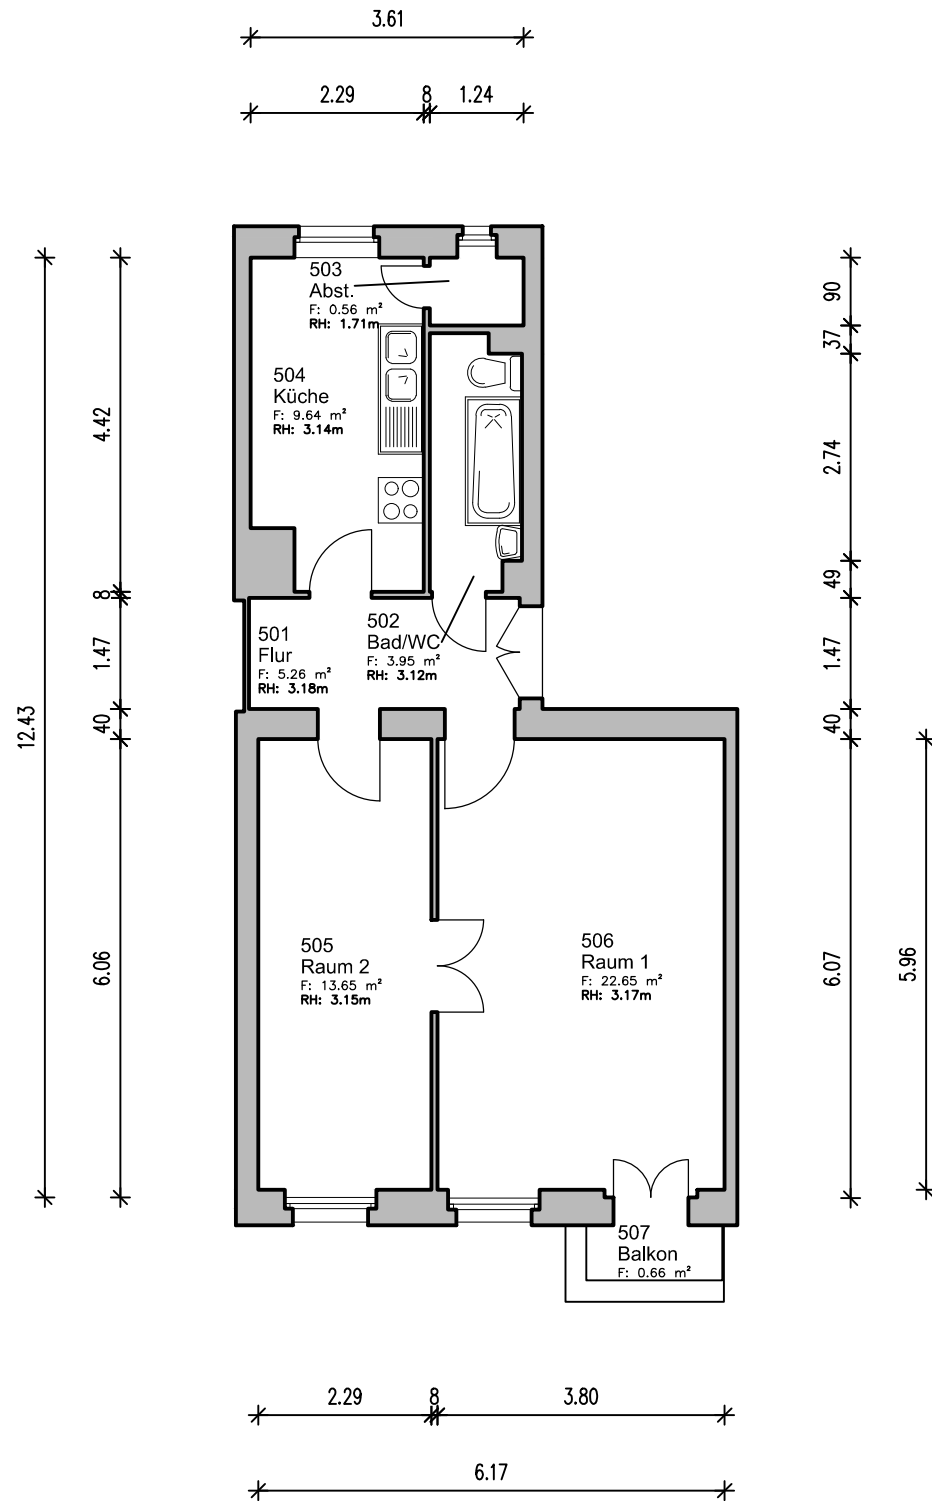 3.61
2.29 8 1.24
503
Abst.
F: 0.56 m²
RH: 1.71m
504
Küche
F: 9.64 m²
RH: 3.14m
502
Bad/WC
F: 3.95 m²
RH: 3.12m
501
Flur
F: 5.26 m²
RH: 3.18m
505
Raum 2
F: 13.65 m²
RH: 3.15m
506
Raum 1
F: 22.65 m²
RH: 3.17m
507
Balkon
F: 0.66 m²
12.43
4.42
8
1.47
40
6.06
90
37
2.74
49
1.47
40
6.07
5.96
2.29 8 3.80
6.17